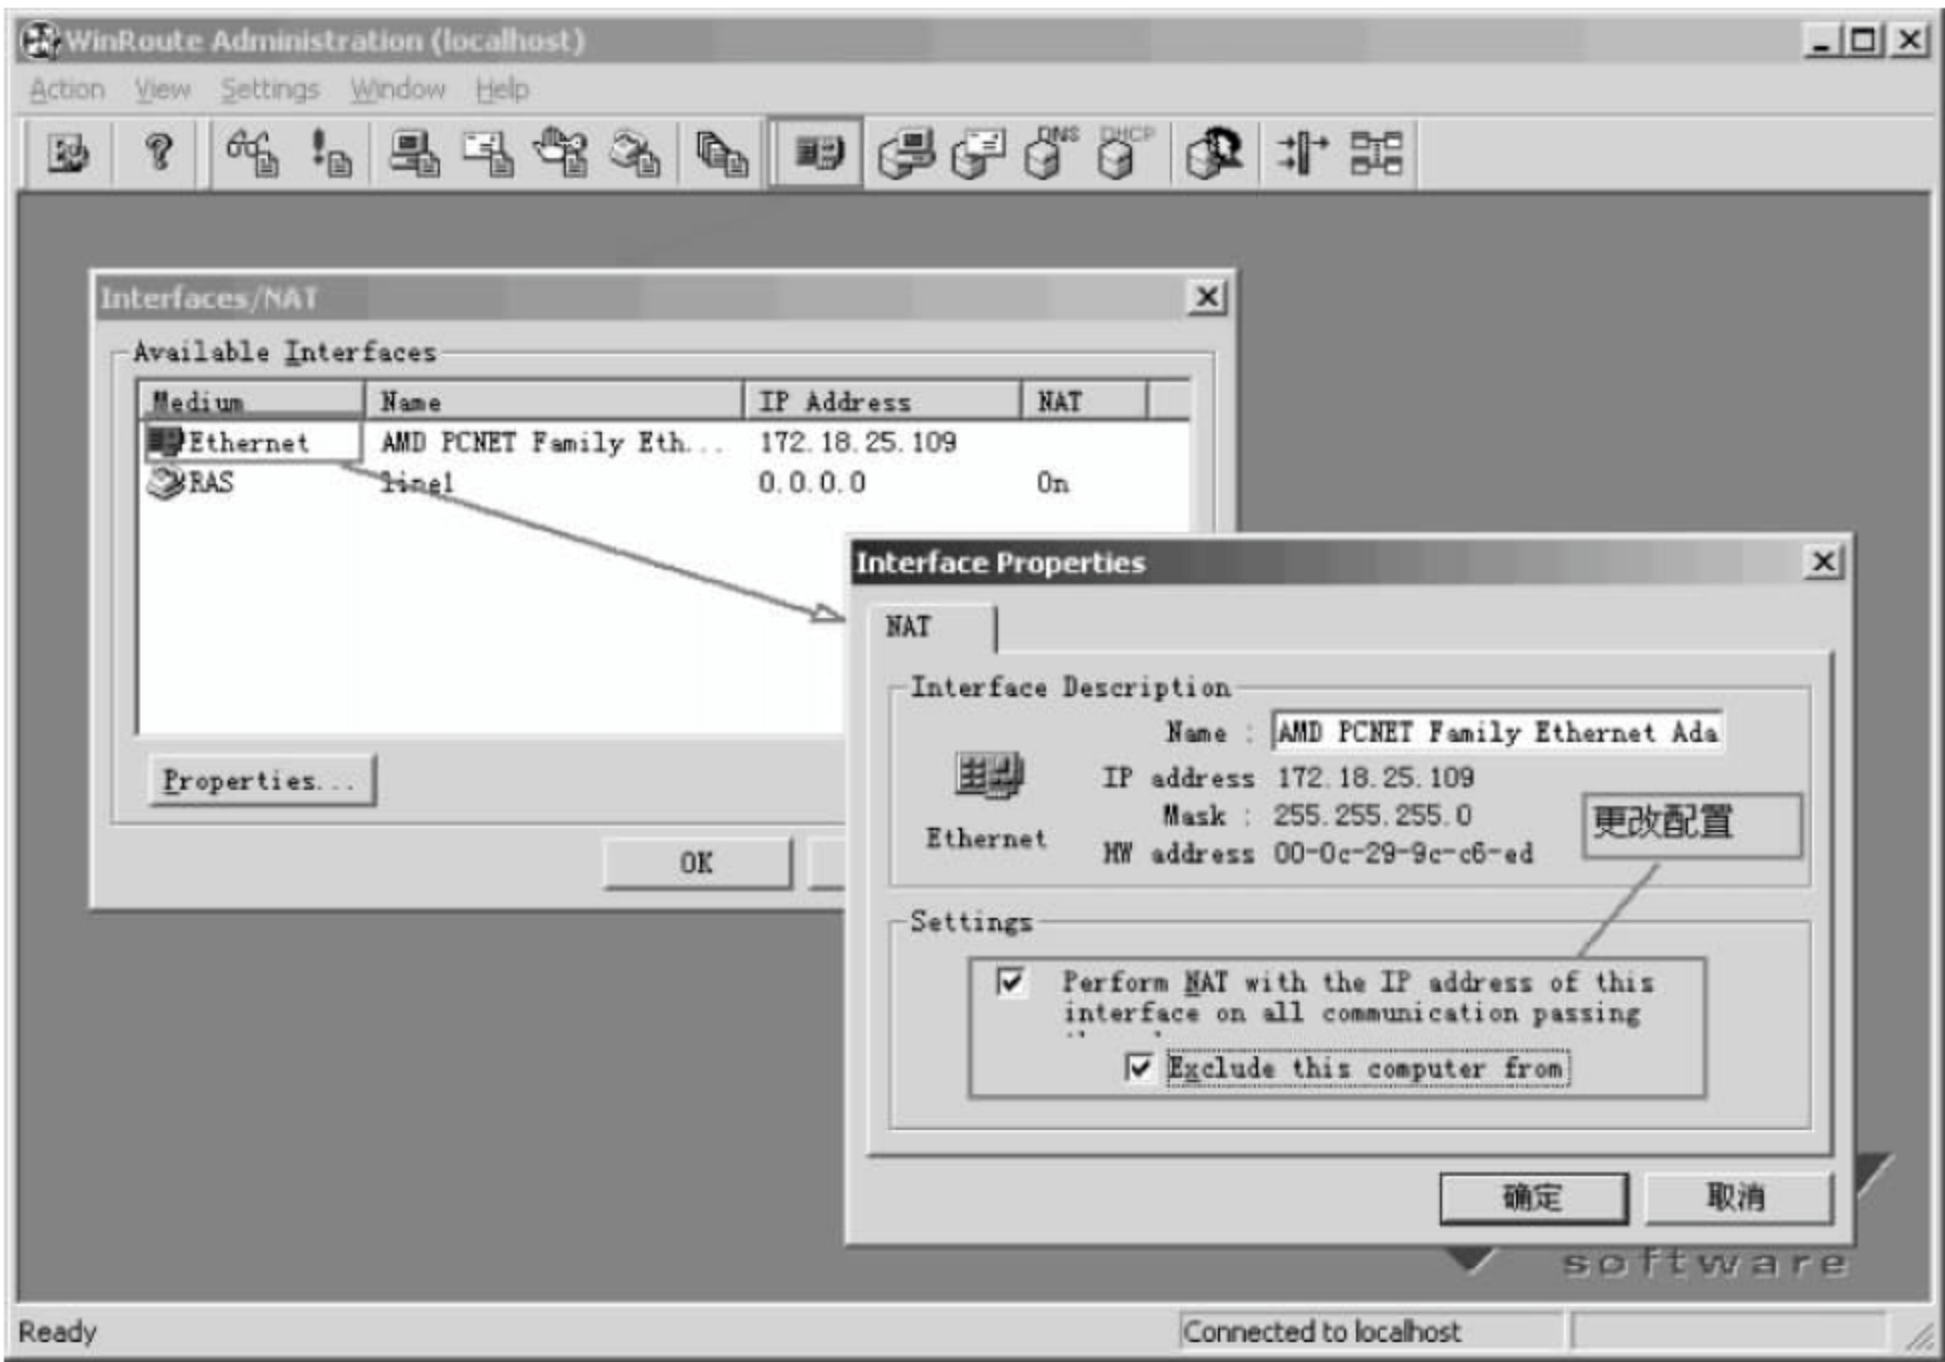 WinRoute Administration (localhost)
Action View Settings Window Help
DNS DHCP
Interfaces/NAT
Available Interfaces
Medium Name IP Address NAT
Ethernet AMD PCNET Family Eth... 172.18.25.109
RAS line1 0.0.0.0 On
Properties...
OK
Interface Properties
NAT
Interface Description
Name : AMD PCNET Family Ethernet Ada
IP address 172.18.25.109
Mask : 255.255.255.0
Ethernet
HW address 00-0c-29-9c-c6-ed
更改配置
Settings
Perform NAT with the IP address of this
interface on all communication passing
Exclude this computer from
确定 取消
software
Ready Connected to localhost